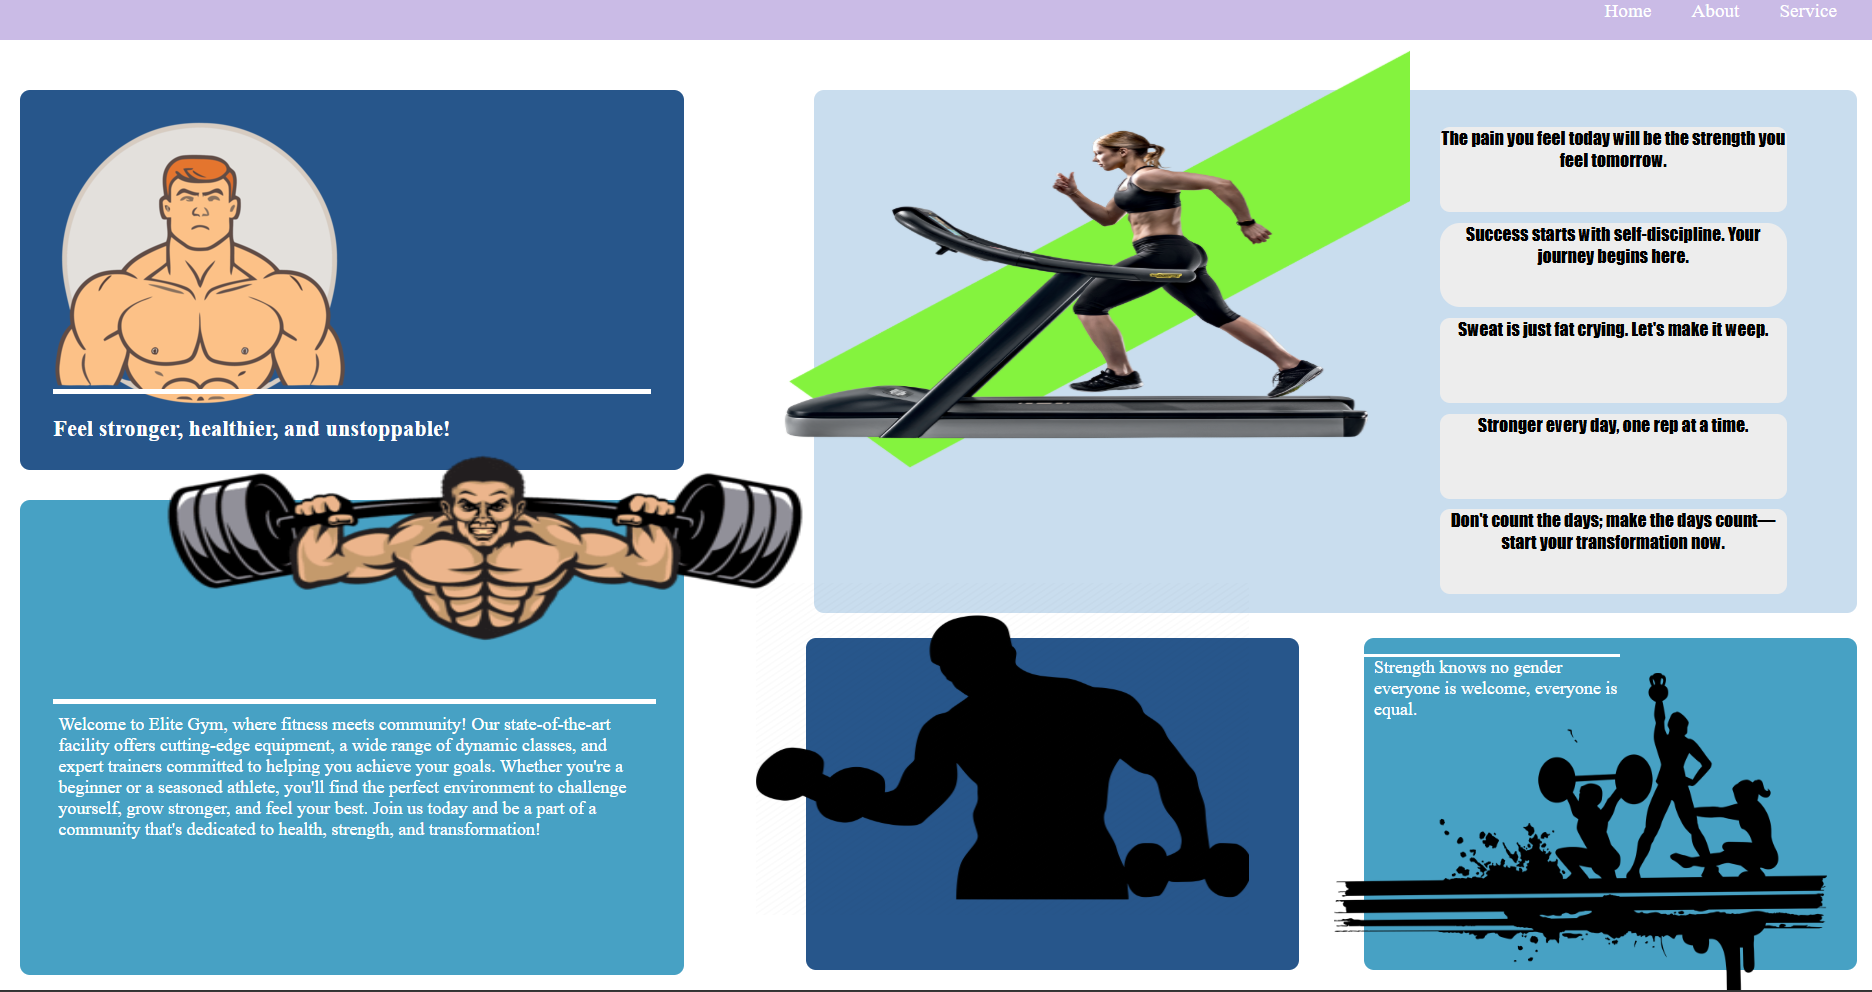 Home About Service
Feel stronger, healthier, and unstoppable!
The pain you feel today will be the strength you
feel tomorrow.
Success starts with self-discipline. Your
journey begins here.
Sweat is just fat crying. Let's make it weep.
Stronger every day, one rep at a time.
Don't count the days; make the days count—
start your transformation now.
Welcome to Elite Gym, where fitness meets community! Our state-of-the-art
facility offers cutting-edge equipment, a wide range of dynamic classes, and
expert trainers committed to helping you achieve your goals. Whether you're a
beginner or a seasoned athlete, you'll find the perfect environment to challenge
yourself, grow stronger, and feel your best. Join us today and be a part of a
community that's dedicated to health, strength, and transformation!
Strength knows no gender
everyone is welcome, everyone is
equal.